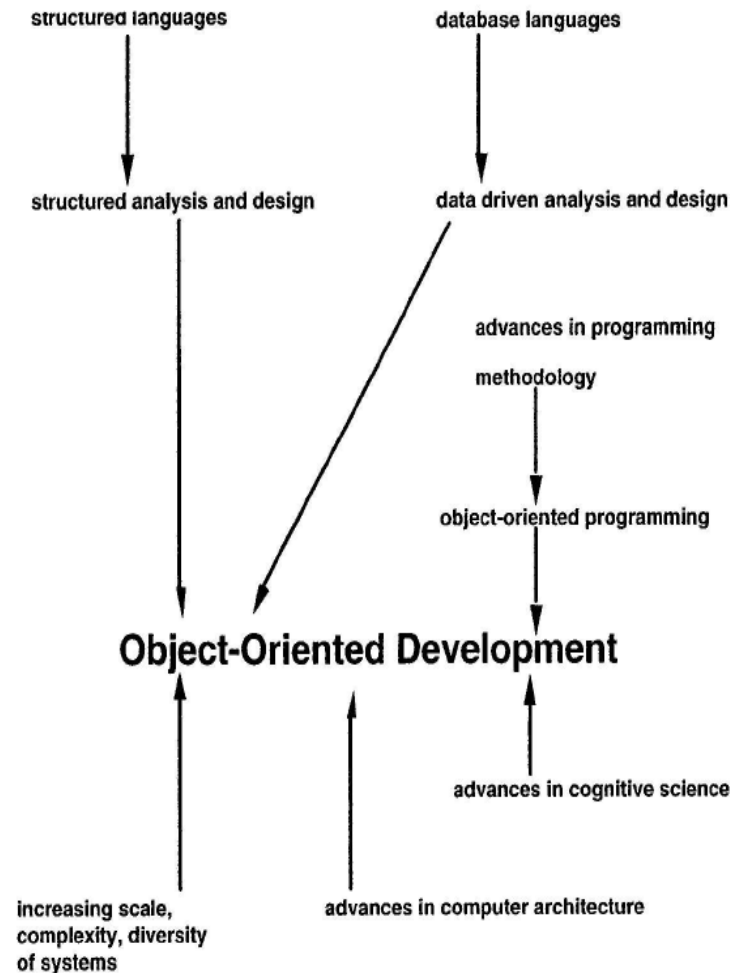 structured languages
database languages
structured analysis and design
data driven analysis and design
advances in programming
methodology
object-oriented programming
Object-Oriented Development
advances in cognitive science
increasing scale,
complexity, diversity
of systems
advances in computer architecture